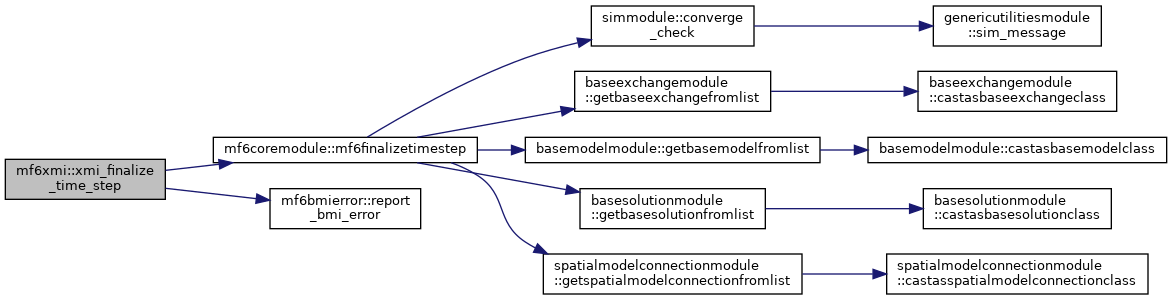 mf6xmi::xmi_finalize
_time_step
mf6coremodule::mf6finalizetimestep
mf6bmierror::report
_bmi_error
simmodule::converge
_check
genericutilitiesmodule
::sim_message
baseexchangemodule
::getbaseexchangefromlist
baseexchangemodule
::castasbaseexchangeclass
basemodelmodule::getbasemodelfromlist
basemodelmodule::castasbasemodelclass
basesolutionmodule
::getbasesolutionfromlist
basesolutionmodule
::castasbasesolutionclass
spatialmodelconnectionmodule
::getspatialmodelconnectionfromlist
spatialmodelconnectionmodule
::castasspatialmodelconnectionclass